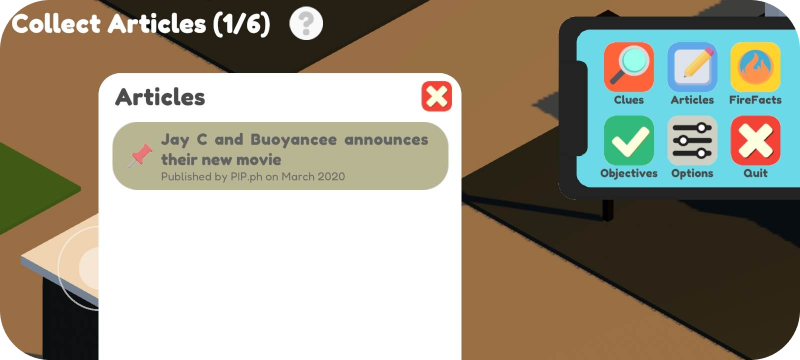 Collect Articles (1/6)
?
Articles
Jay C and Buoyancee announces
their new movie
Published by PIP.ph on March 2020
Clues
Articles
FireFacts
Objectives
Options
Quit